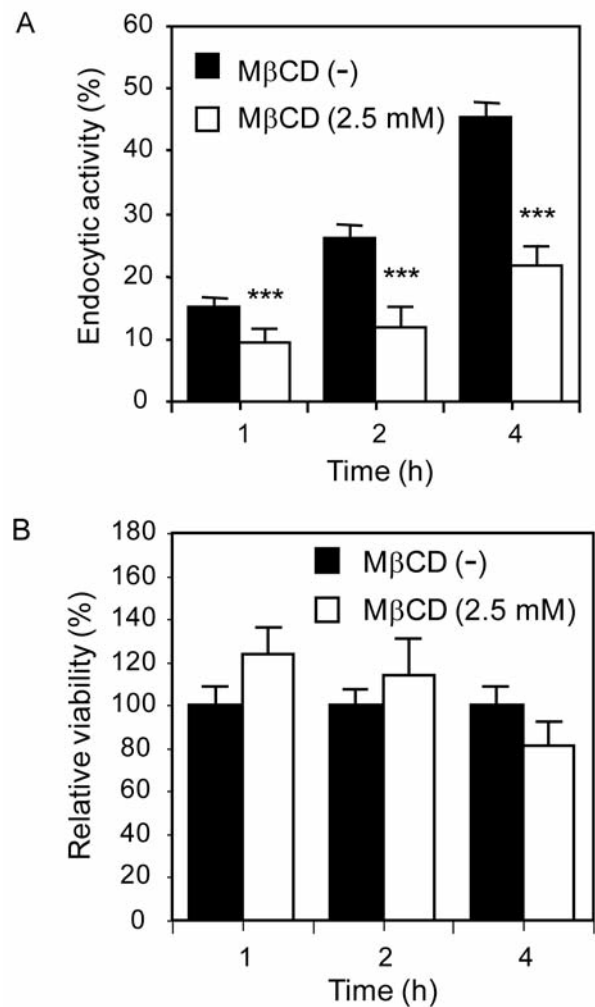 A
60
50
40
30
20
10
0
Endocytic activity (%)
MβCD (-)
MβCD (2.5 mM)
***
***
***
1 2 4
Time (h)
B
180
160
140
120
100
80
60
40
20
0
Relative viability (%)
MβCD (-)
MβCD (2.5 mM)
1 2 4
Time (h)